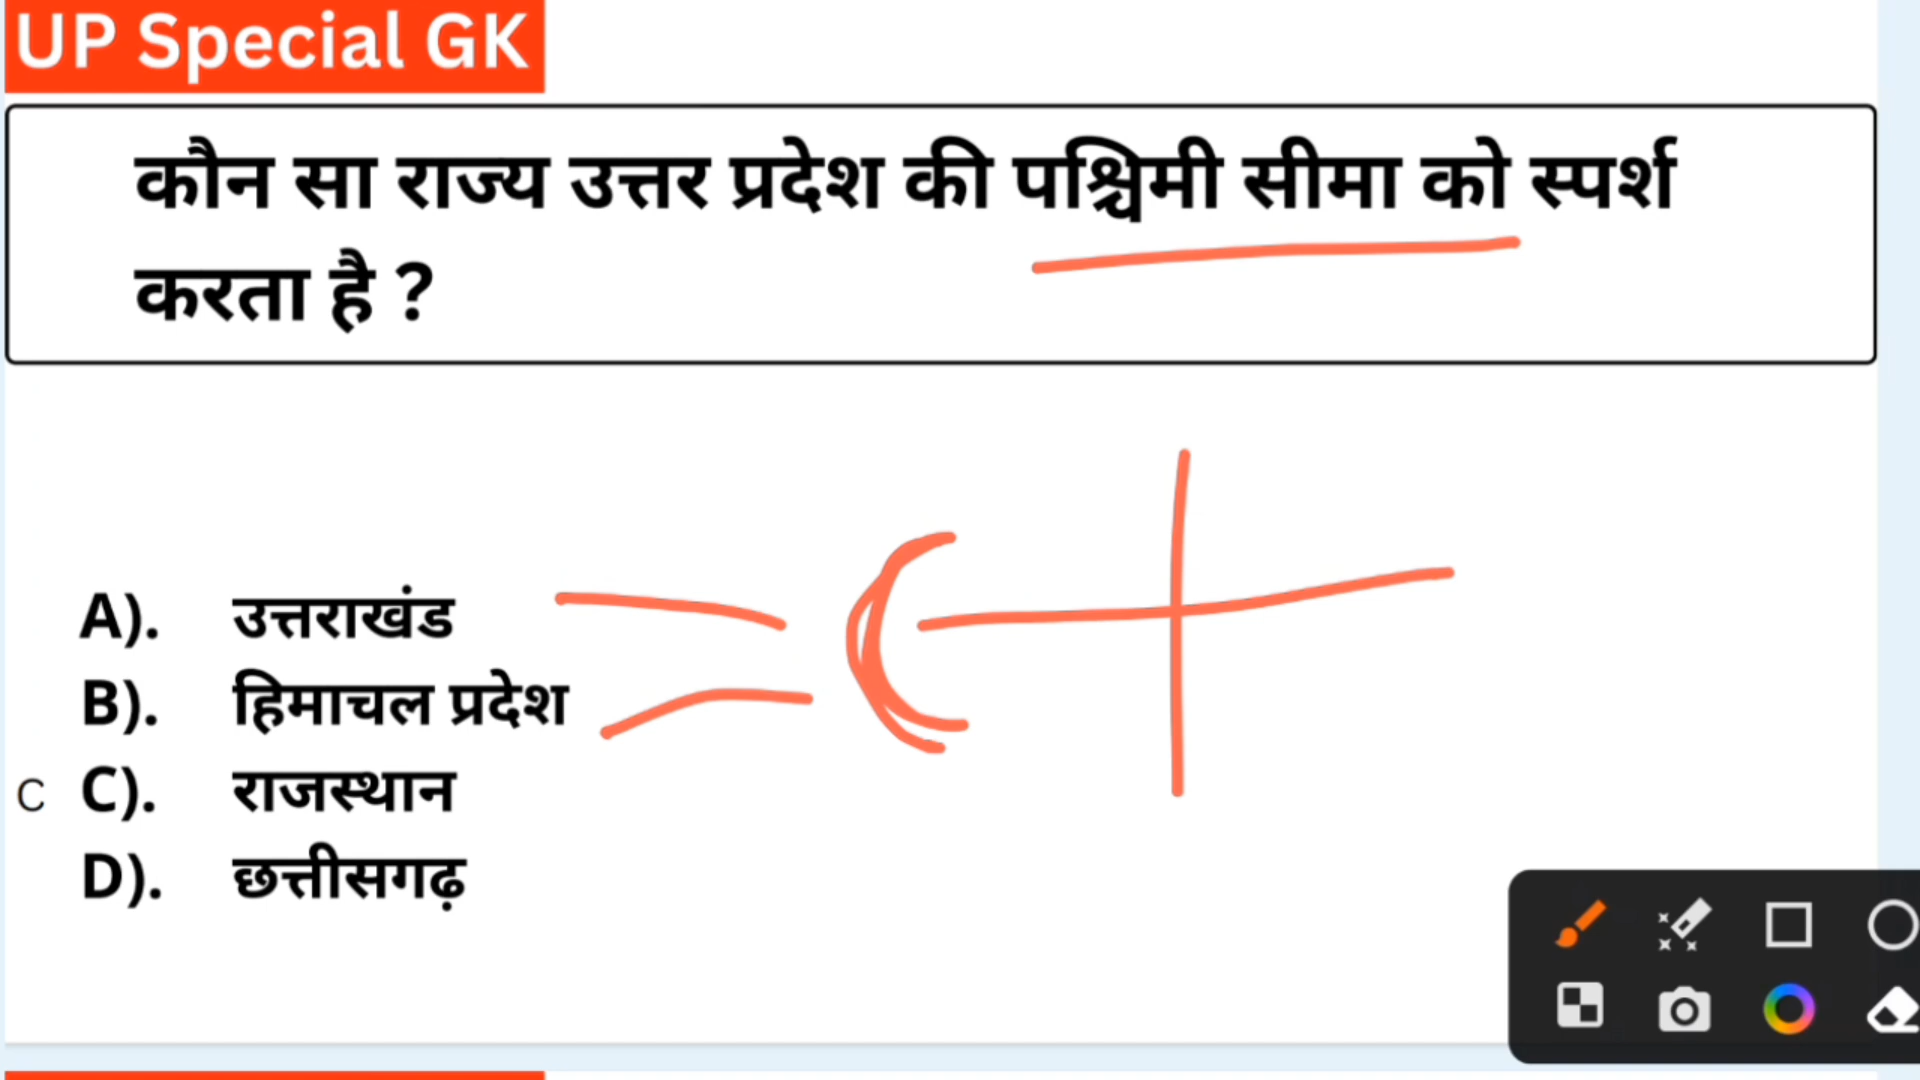 UP Special GK
कौन सा राज्य उत्तर प्रदेश की पश्चिमी सीमा को स्पर्श
करता है ?
A). उत्तराखंड
B). हिमाचल प्रदेश
C C). राजस्थान
D). छत्तीसगढ़